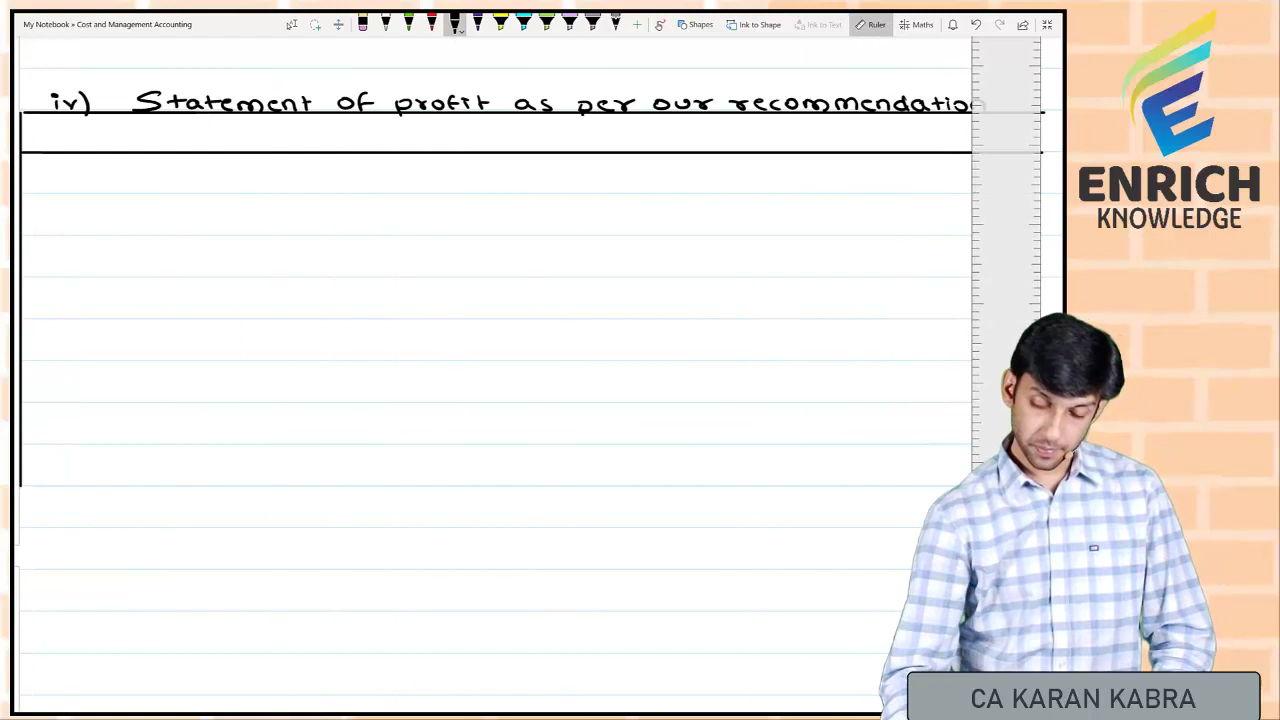 My Notebook » Cost and Management Accounting
Shapes
Ink to Shape
Ink to Text
Ruler
Maths
iv) Statement of profit as per our recommendation
ENRICH
KNOWLEDGE
CA KARAN KABRA